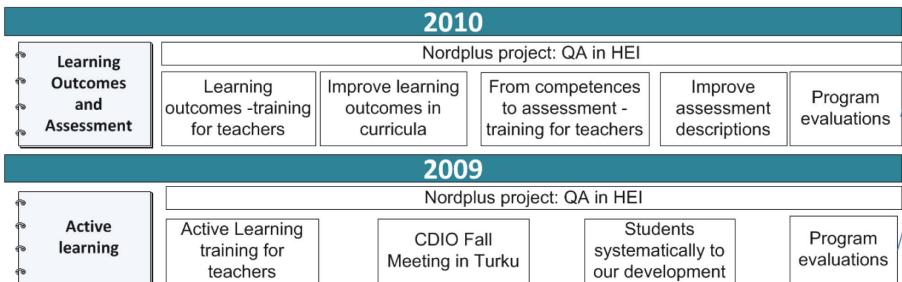 2010
Learning
Outcomes
and
Assessment
Nordplus project: QA in HEI
Learning
outcomes -training
for teachers
Improve learning
outcomes in
curricula
From competences
to assessment -
training for teachers
Improve
assessment
descriptions
Program
evaluations
2009
Active
learning
Nordplus project: QA in HEI
Active Learning
training for
teachers
CDIO Fall
Meeting in Turku
Students
systematically to
our development
Program
evaluations